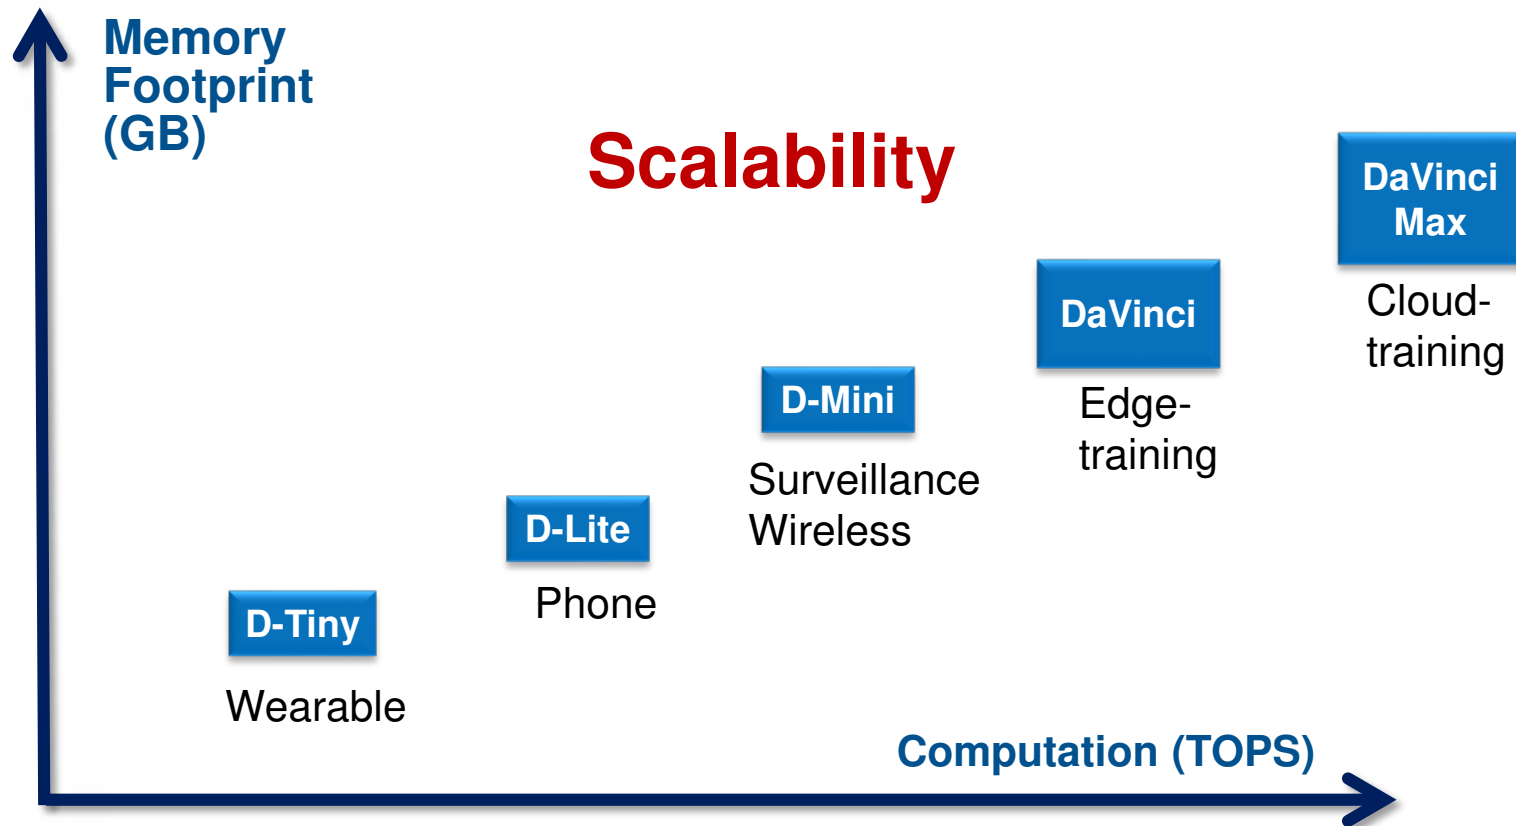 Memory
Footprint
(GB)
Scalability
DaVinci
Max
Cloud-
training
DaVinci
Edge-
training
D-Mini
Surveillance
Wireless
D-Lite
Phone
D-Tiny
Wearable
Computation (TOPS)